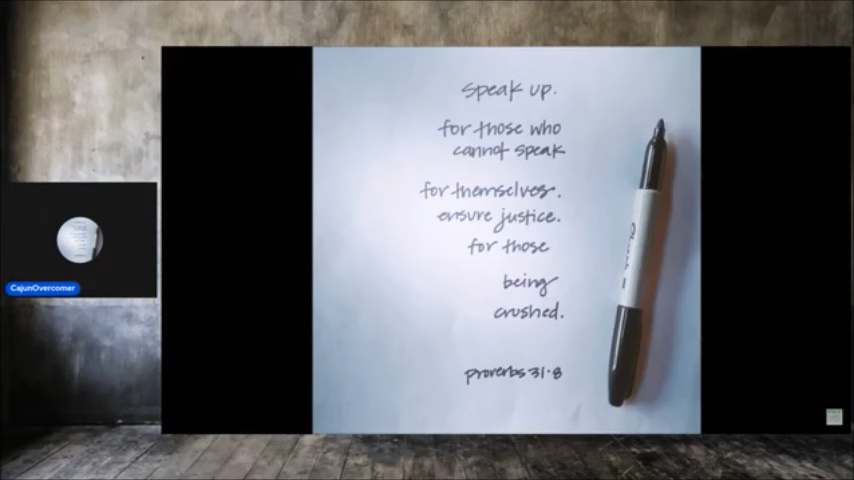 speak up.
for those who
cannot speak
for themselves.
ensure justice.
for those
being
crushed.
proverbs 31:8
CajunOvercomer